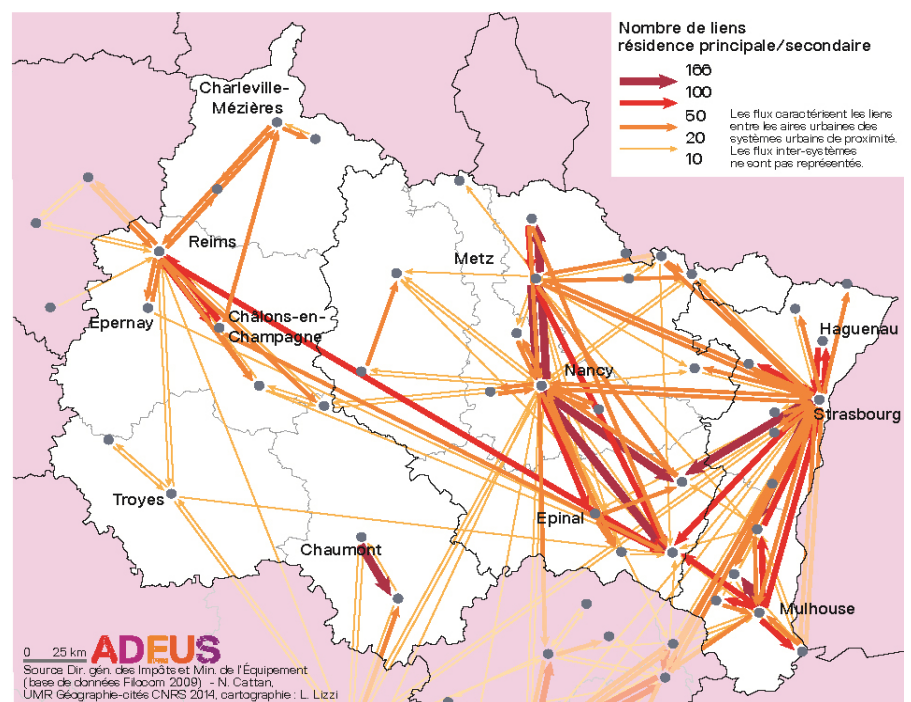 Nombre de liens
résidence principale/secondaire
166
100
50
20
10
Les flux caractérisent les liens
entre les aires urbaines des
systèmes urbains de proximité.
Les flux inter-systèmes
ne sont pas représentés.
Charleville-
Mézières
Reims
Metz
Epernay
Châlons-en-
Champagne
Haguenau
Nancy
Strasbourg
Troyes
Epinal
Chaumont
Mulhouse
0 25 km
ADEUS
Source Dir. gén. des Impôts et Min. de l'Équipement
(base de données Filocom 2009) - N. Cattan,
UMR Géographie-cités CNRS 2014, cartographie : L. Lizzi